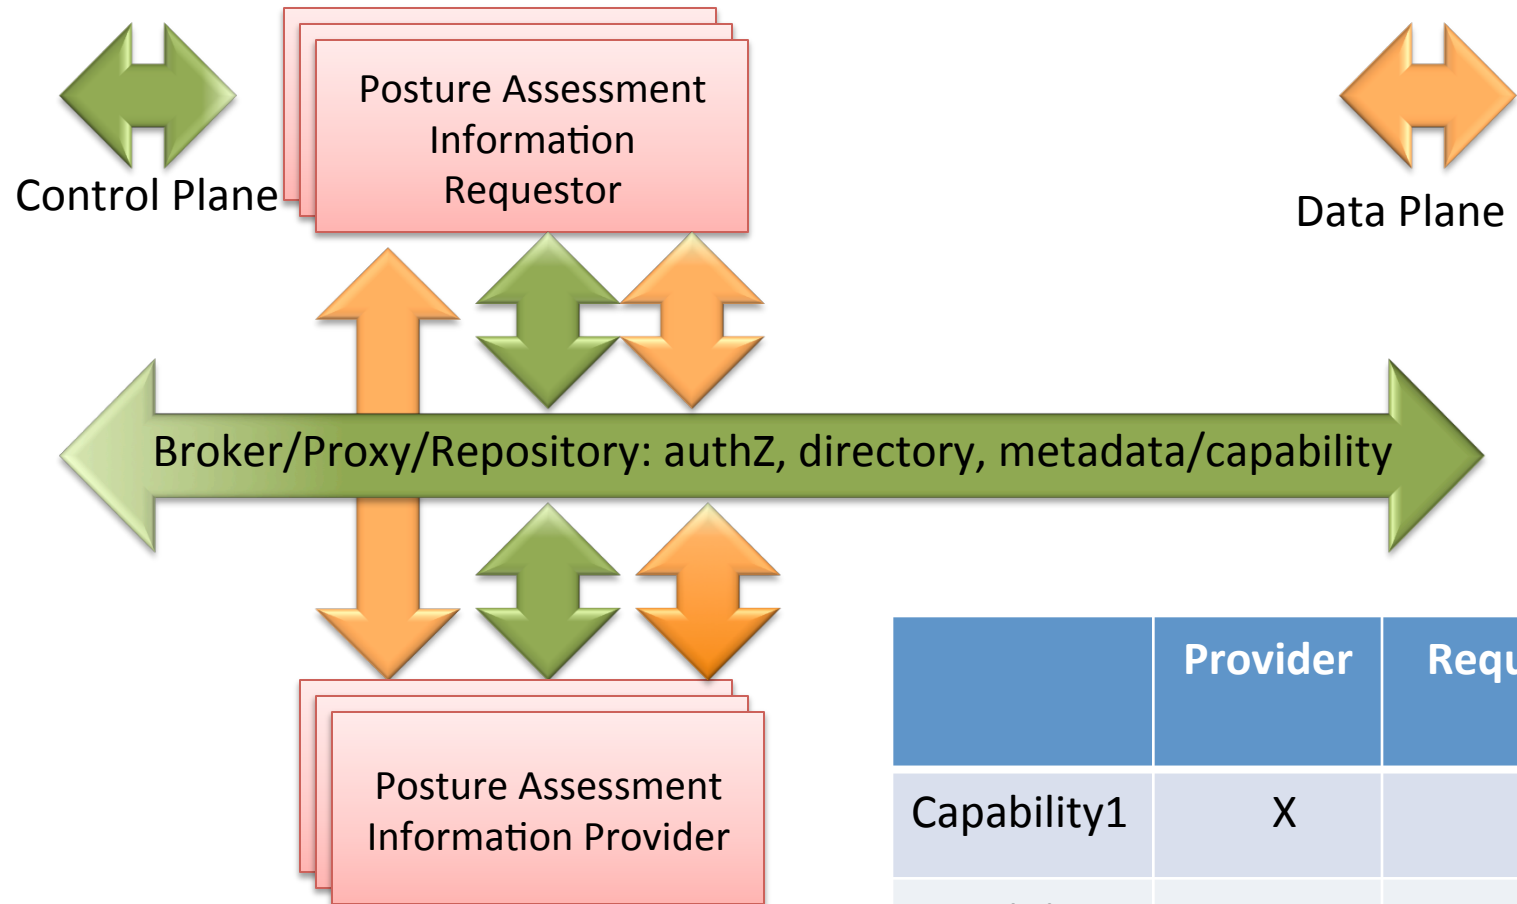 Posture Assessment
Information
Requestor
Control Plane
Data Plane
Broker/Proxy/Repository: authZ, directory, metadata/capability
Posture Assessment
Information Provider
Provider
Capability1 X